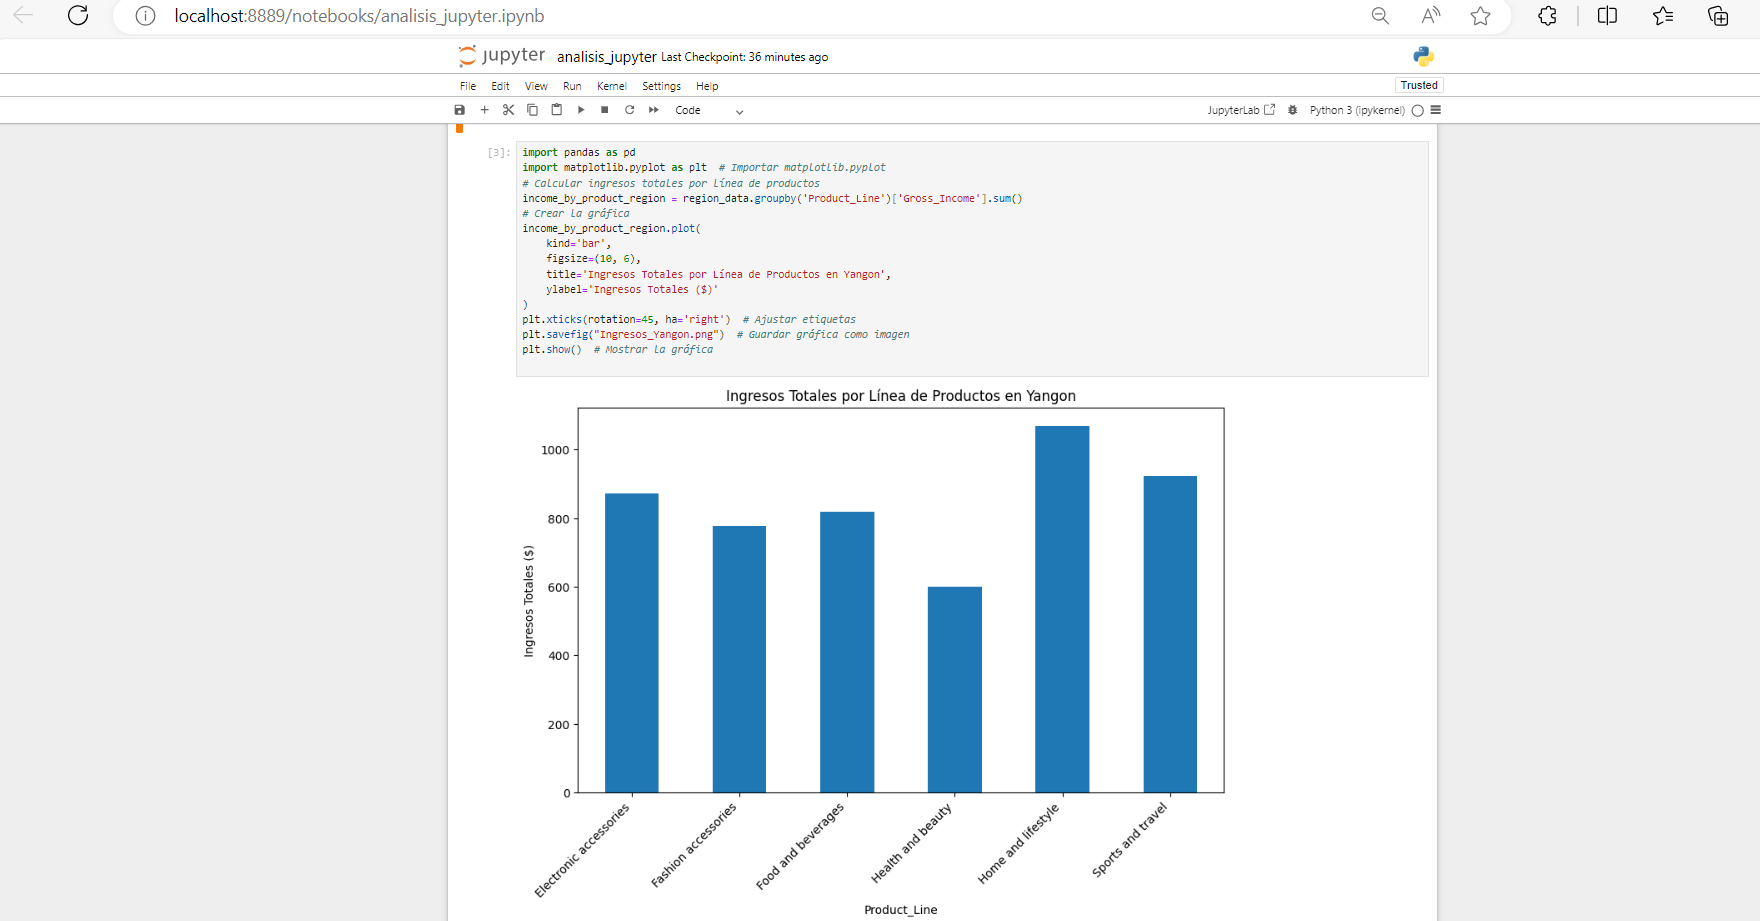 localhost:8889/notebooks/analisis_jupyter.ipynb
jupyter analisis_jupyter Last Checkpoint: 36 minutes ago
File Edit View Run Kernel Settings Help Trusted
Code JupyterLab Python 3 (ipykernel)
[3]: import pandas as pd
import matplotlib.pyplot as plt  # Importar matplotlib.pyplot
# Calcular ingresos totales por línea de productos
income_by_product_region = region_data.groupby('Product_Line')['Gross_Income'].sum()
# Crear la gráfica
income_by_product_region.plot(
    kind='bar',
    figsize=(10, 6),
    title='Ingresos Totales por Línea de Productos en Yangon',
    ylabel='Ingresos Totales ($)'
)
plt.xticks(rotation=45, ha='right')  # Ajustar etiquetas
plt.savefig("Ingresos_Yangon.png")  # Guardar gráfica como imagen
plt.show()  # Mostrar la gráfica
Ingresos Totales por Línea de Productos en Yangon
Ingresos Totales ($)
1000
800
600
400
200
0
Electronic accessories
Fashion accessories
Food and beverages
Health and beauty
Home and lifestyle
Sports and travel
Product_Line